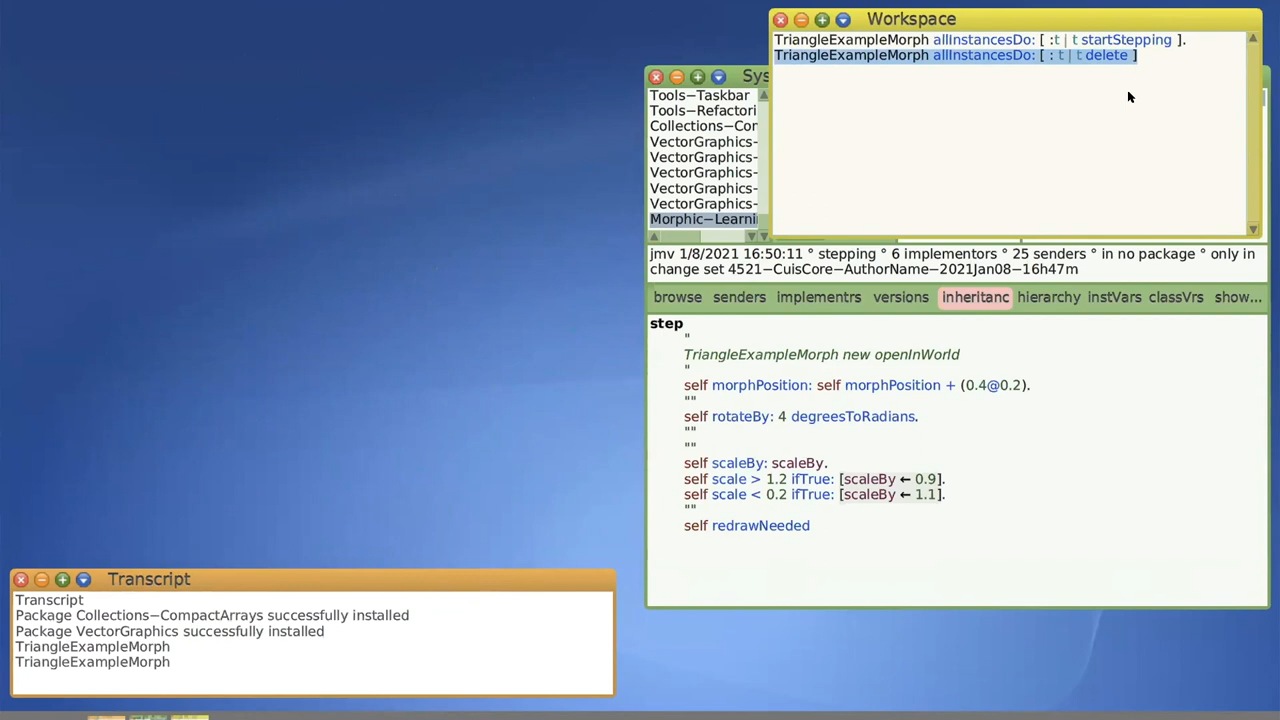 Workspace
TriangleExampleMorph allInstancesDo: [ :t | t startStepping ].
TriangleExampleMorph allInstancesDo: [ : t | t delete ]
Sys
Tools−Taskbar
Tools−Refactori
Collections−Cor
VectorGraphics-
VectorGraphics-
VectorGraphics-
VectorGraphics-
VectorGraphics-
Morphic−Learni
jmv 1/8/2021 16:50:11 ° stepping ° 6 implementors ° 25 senders ° in no package ° only in
change set 4521−CuisCore−AuthorName−2021Jan08−16h47m
browse senders implementrs versions inheritanc hierarchy instVars classVrs show...
step
"
TriangleExampleMorph new openInWorld
"
self morphPosition: self morphPosition + (0.4@0.2).
""
self rotateBy: 4 degreesToRadians.
""
""
self scaleBy: scaleBy.
self scale > 1.2 ifTrue: [scaleBy ← 0.9].
self scale < 0.2 ifTrue: [scaleBy ← 1.1].
""
self redrawNeeded
Transcript
Transcript
Package Collections−CompactArrays successfully installed
Package VectorGraphics successfully installed
TriangleExampleMorph
TriangleExampleMorph